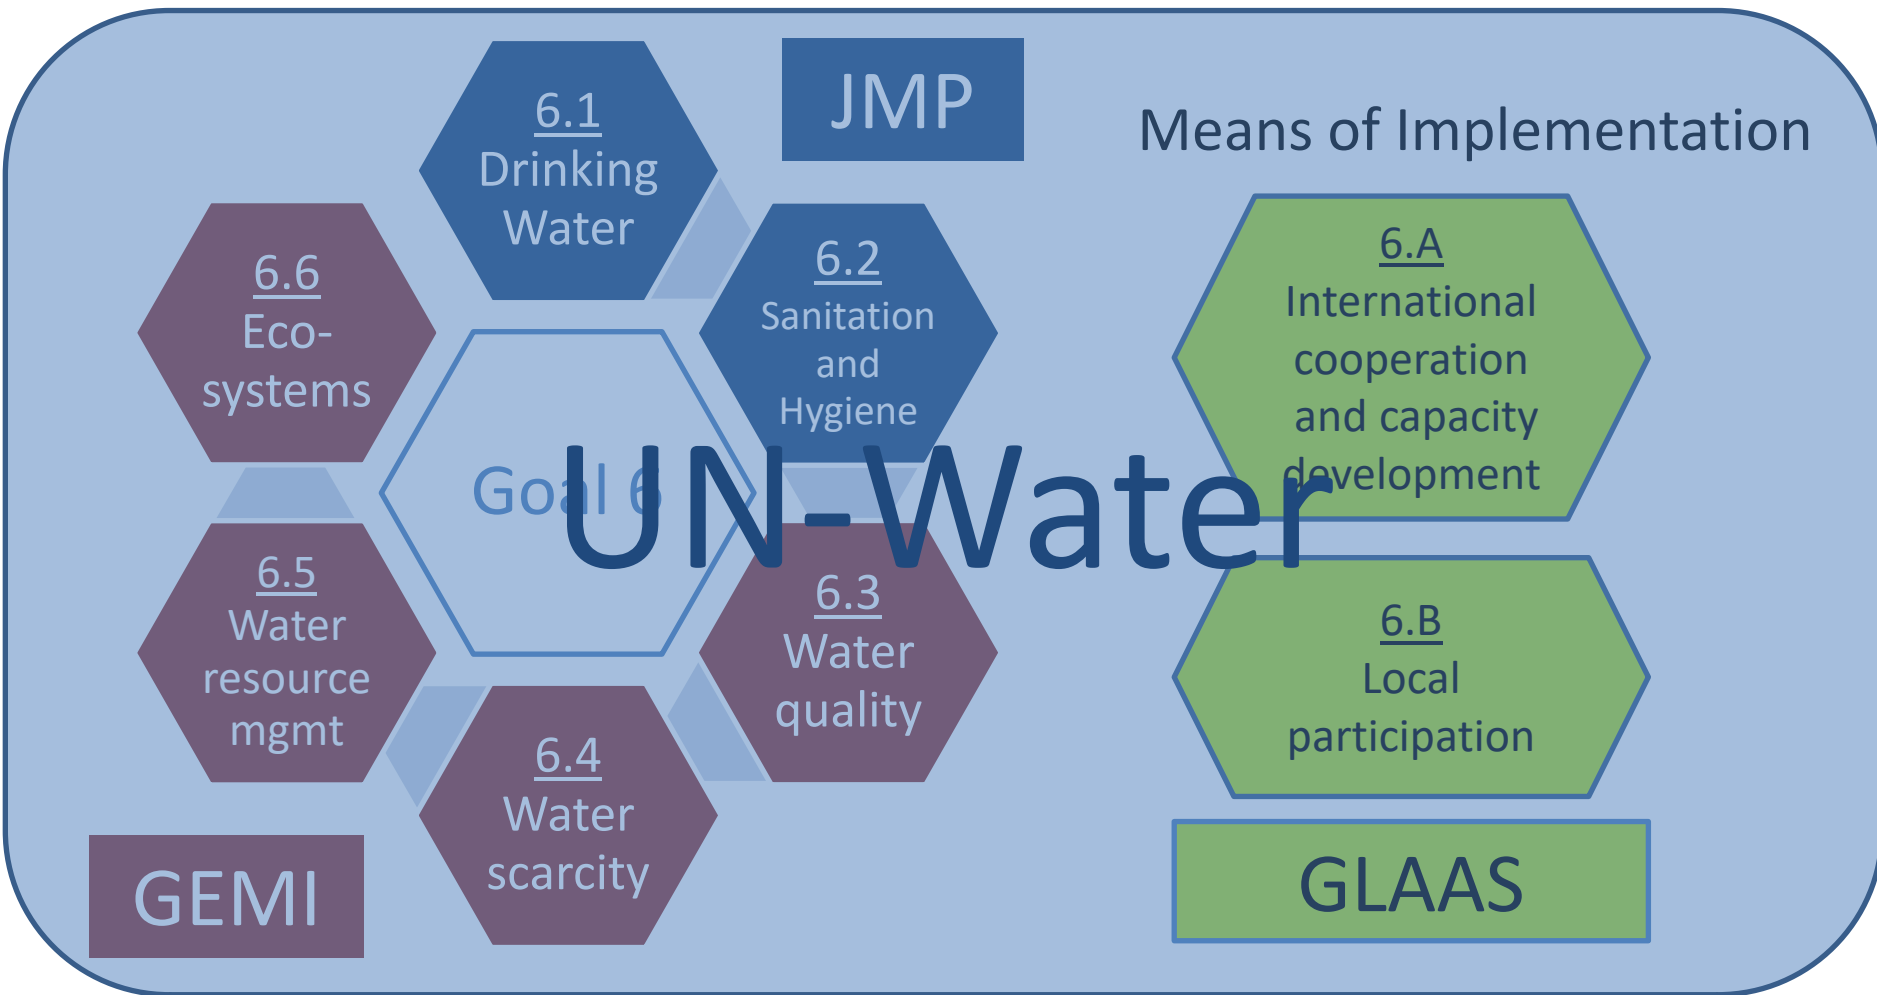 JMP
Means of Implementation
6.1
Drinking
Water
6.2
Sanitation
and
Hygiene
6.3
Water
quality
6.4
Water
scarcity
6.5
Water
resource
mgmt
6.6
Eco-
systems
Goal 6
UN-Water
GEMI
6.A
International
cooperation
and capacity
development
6.B
Local
participation
GLAAS